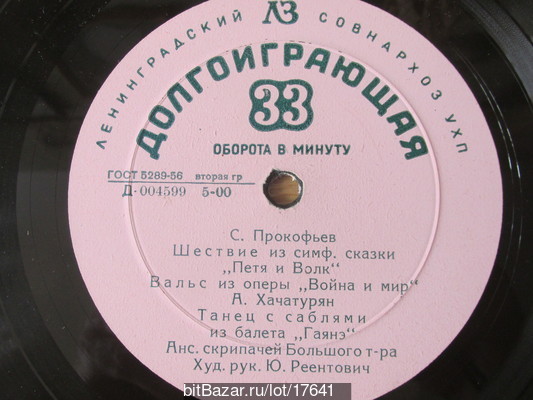 ЛЕНИНГРАДСКИЙ ЛЗ СОВНАРХОЗ. УХП
ДОЛГОИГРАЮЩАЯ
33
ОБОРОТА В МИНУТУ
ГОСТ 5289-56 вторая гр
Д-004599 5-00
С. Прокофьев
Шествие из симф. сказки
„Петя и Волк“
Вальс из оперы „Война и мир“
А. Хачатурян
Танец с саблями
из балета „Гаянэ“
Анс. скрипачей Большого т-ра
Худ. рук. Ю. Реентович
bitBazar.ru/lot/17641